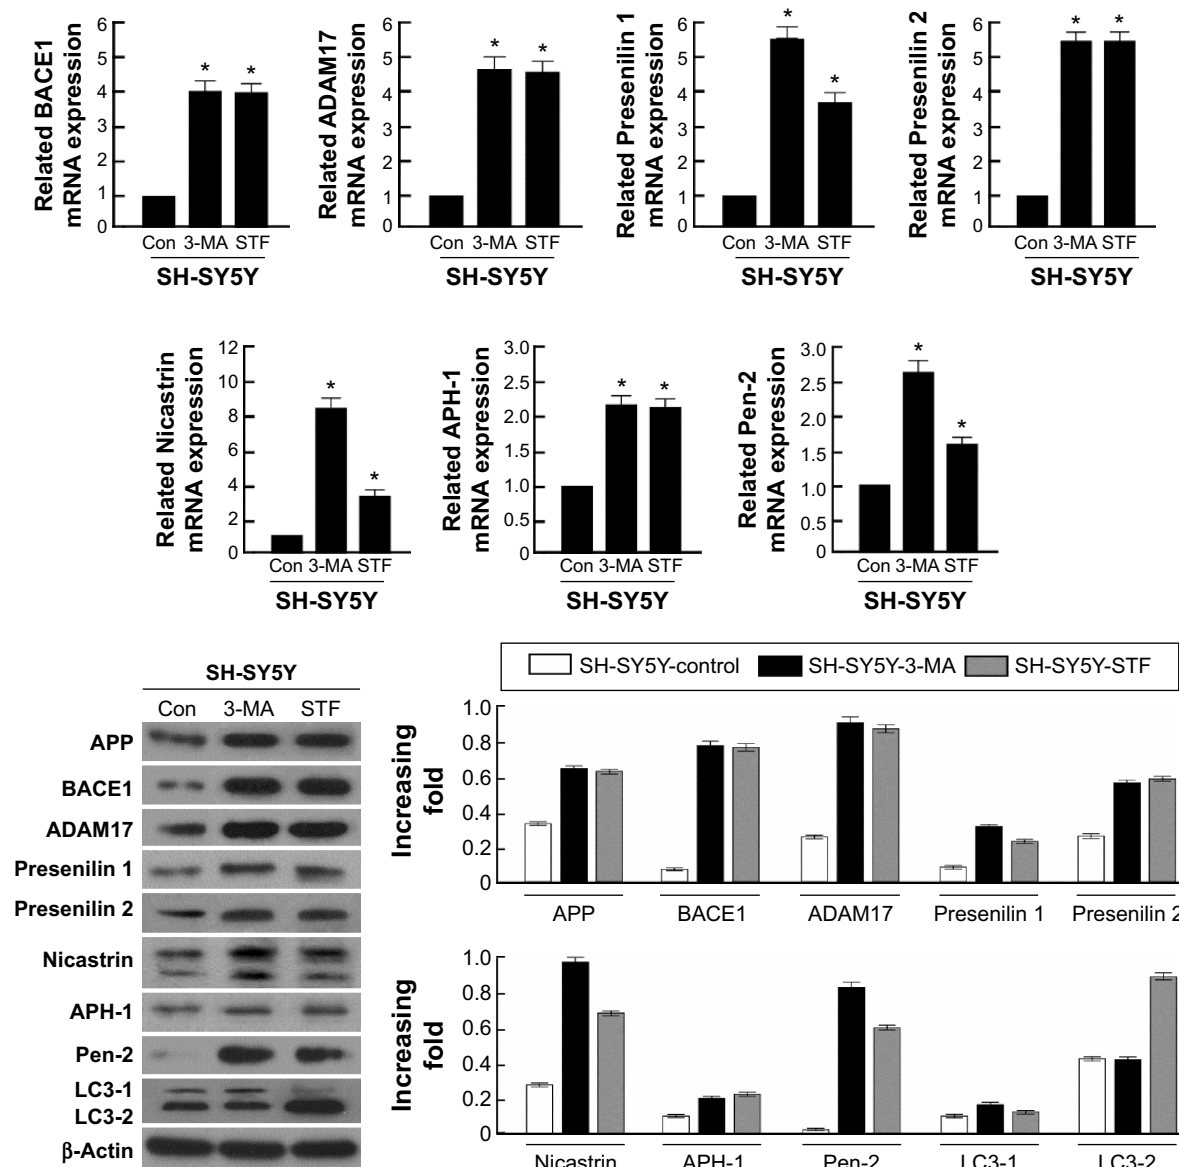 Related BACE1
mRNA expression
6
5
4
3
2
1
0
*
*
Con 3-MA STF
SH-SY5Y
Related ADAM17
mRNA expression
6
5
4
3
2
1
0
*
*
Con 3-MA STF
SH-SY5Y
Related Presenilin 1
mRNA expression
6
5
4
3
2
1
0
*
*
Con 3-MA STF
SH-SY5Y
Related Presenilin 2
mRNA expression
6
5
4
3
2
1
0
*
*
Con 3-MA STF
SH-SY5Y
Related Nicastrin
mRNA expression
12
10
8
6
4
2
0
*
*
Con 3-MA STF
SH-SY5Y
Related APH-1
mRNA expression
3.0
2.5
2.0
1.5
1.0
0.5
0
*
*
Con 3-MA STF
SH-SY5Y
Related Pen-2
mRNA expression
3.0
2.5
2.0
1.5
1.0
0.5
0
*
*
Con 3-MA STF
SH-SY5Y
SH-SY5Y
Con 3-MA STF
APP
BACE1
ADAM17
Presenilin 1
Presenilin 2
Nicastrin
APH-1
Pen-2
LC3-1
LC3-2
β-Actin
SH-SY5Y-control SH-SY5Y-3-MA SH-SY5Y-STF
Increasing
fold
1.0
0.8
0.6
0.4
0.2
0
APP BACE1 ADAM17 Presenilin 1 Presenilin 2
Increasing
fold
1.0
0.8
0.6
0.4
0.2
0
Nicastrin APH-1 Pen-2 LC3-1 LC3-2